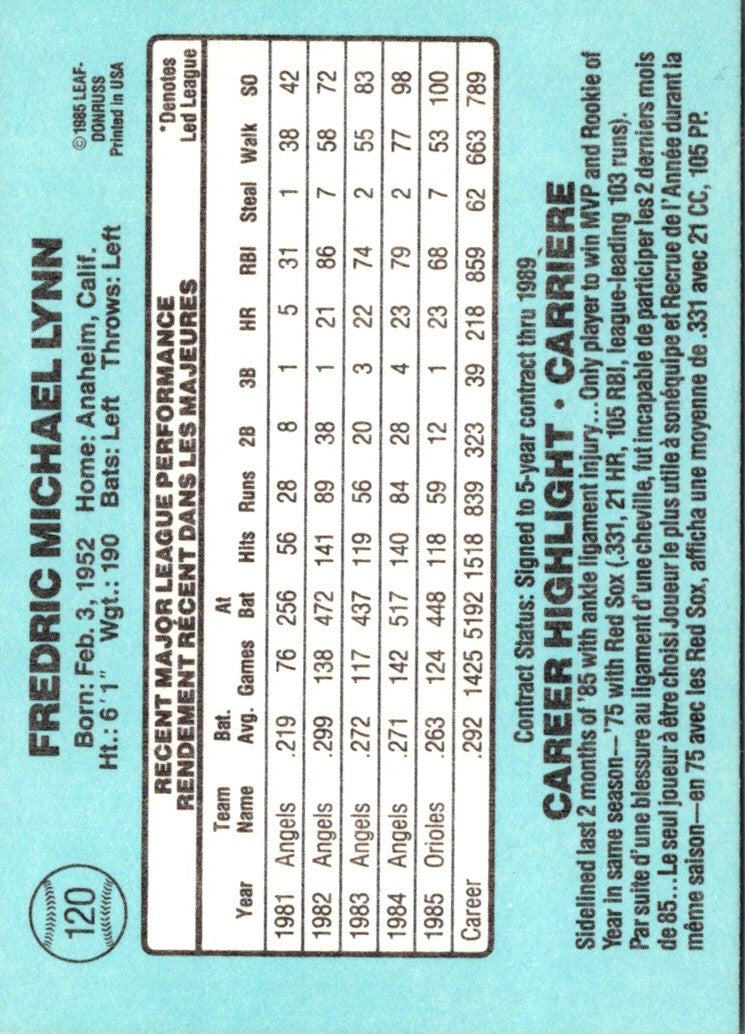 120
FREDRIC MICHAEL LYNN
Born: Feb. 3, 1952 Home: Anaheim, Calif.
Ht.: 6'1" Wgt.: 190 Bats: Left Throws: Left
©1985 LEAF-
DONRUSS
Printed In USA
RECENT MAJOR LEAGUE PERFORMANCE
RENDEMENT RÉCENT DANS LES MAJEURES
*Denotes
Led League
Year Team Name Bat. Avg. Games At Bat Hits Runs 2B 3B HR RBI Steal Walk SO
1981 Angels .219 76 256 56 28 8 1 5 31 1 38 42
1982 Angels .299 138 472 141 89 38 1 21 86 7 58 72
1983 Angels .272 117 437 119 56 20 3 22 74 2 55 83
1984 Angels .271 142 517 140 84 28 4 23 79 2 77 98
1985 Orioles .263 124 448 118 59 12 1 23 68 7 53 100
Career .292 1425 5192 1518 839 323 39 218 859 62 663 789
Contract Status: Signed to 5-year contract thru 1989
CAREER HIGHLIGHT • CARRIÈRE
Sidelined last 2 months of '85 with ankle ligament injury...Only player to win MVP and Rookie of
Year in same season—'75 with Red Sox (.331, 21 HR, 105 RBI, league-leading 103 runs).
Par suite d'une blessure au ligament d'une cheville, fut incapable de participer les 2 derniers mois
de 85...Le seul joueur à être choisi Joueur le plus utile à sonéquipe et Recrue de l'Année durant la
même saison—en 75 avec les Red Sox, afficha une moyenne de .331 avec 21 CC, 105 PP.